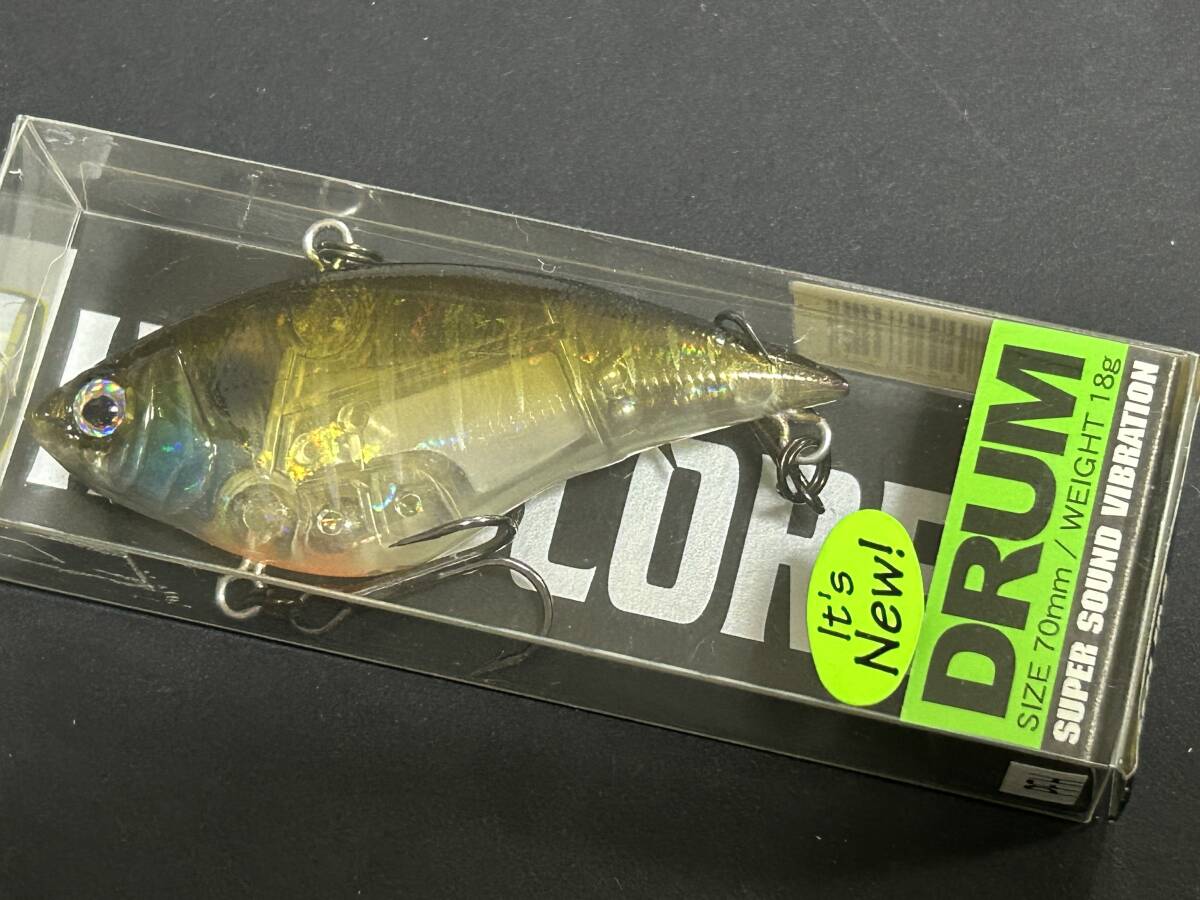 DRUM
SIZE 70mm / WEIGHT 18g
SUPER SOUND VIBRATION
It's
New!